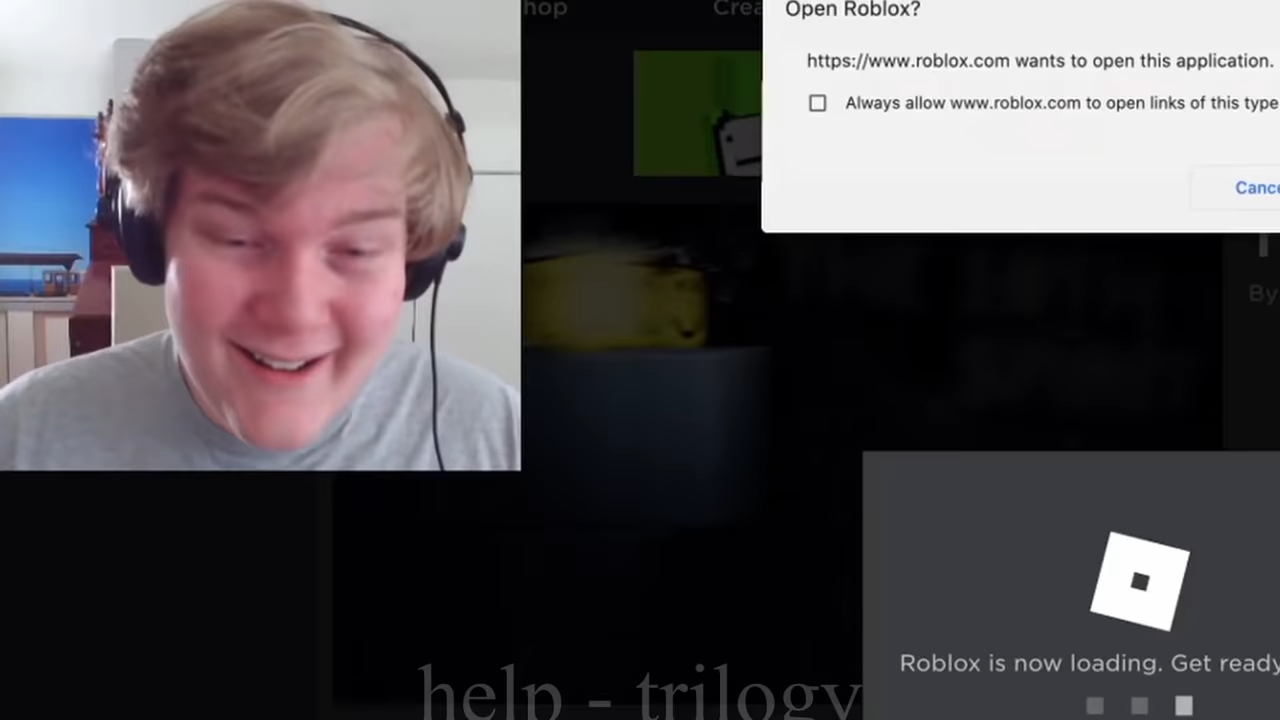 hop
Crea
Open Roblox?
https://www.roblox.com wants to open this application.
Always allow www.roblox.com to open links of this type
Cance
By
Roblox is now loading. Get ready
help - trilogy